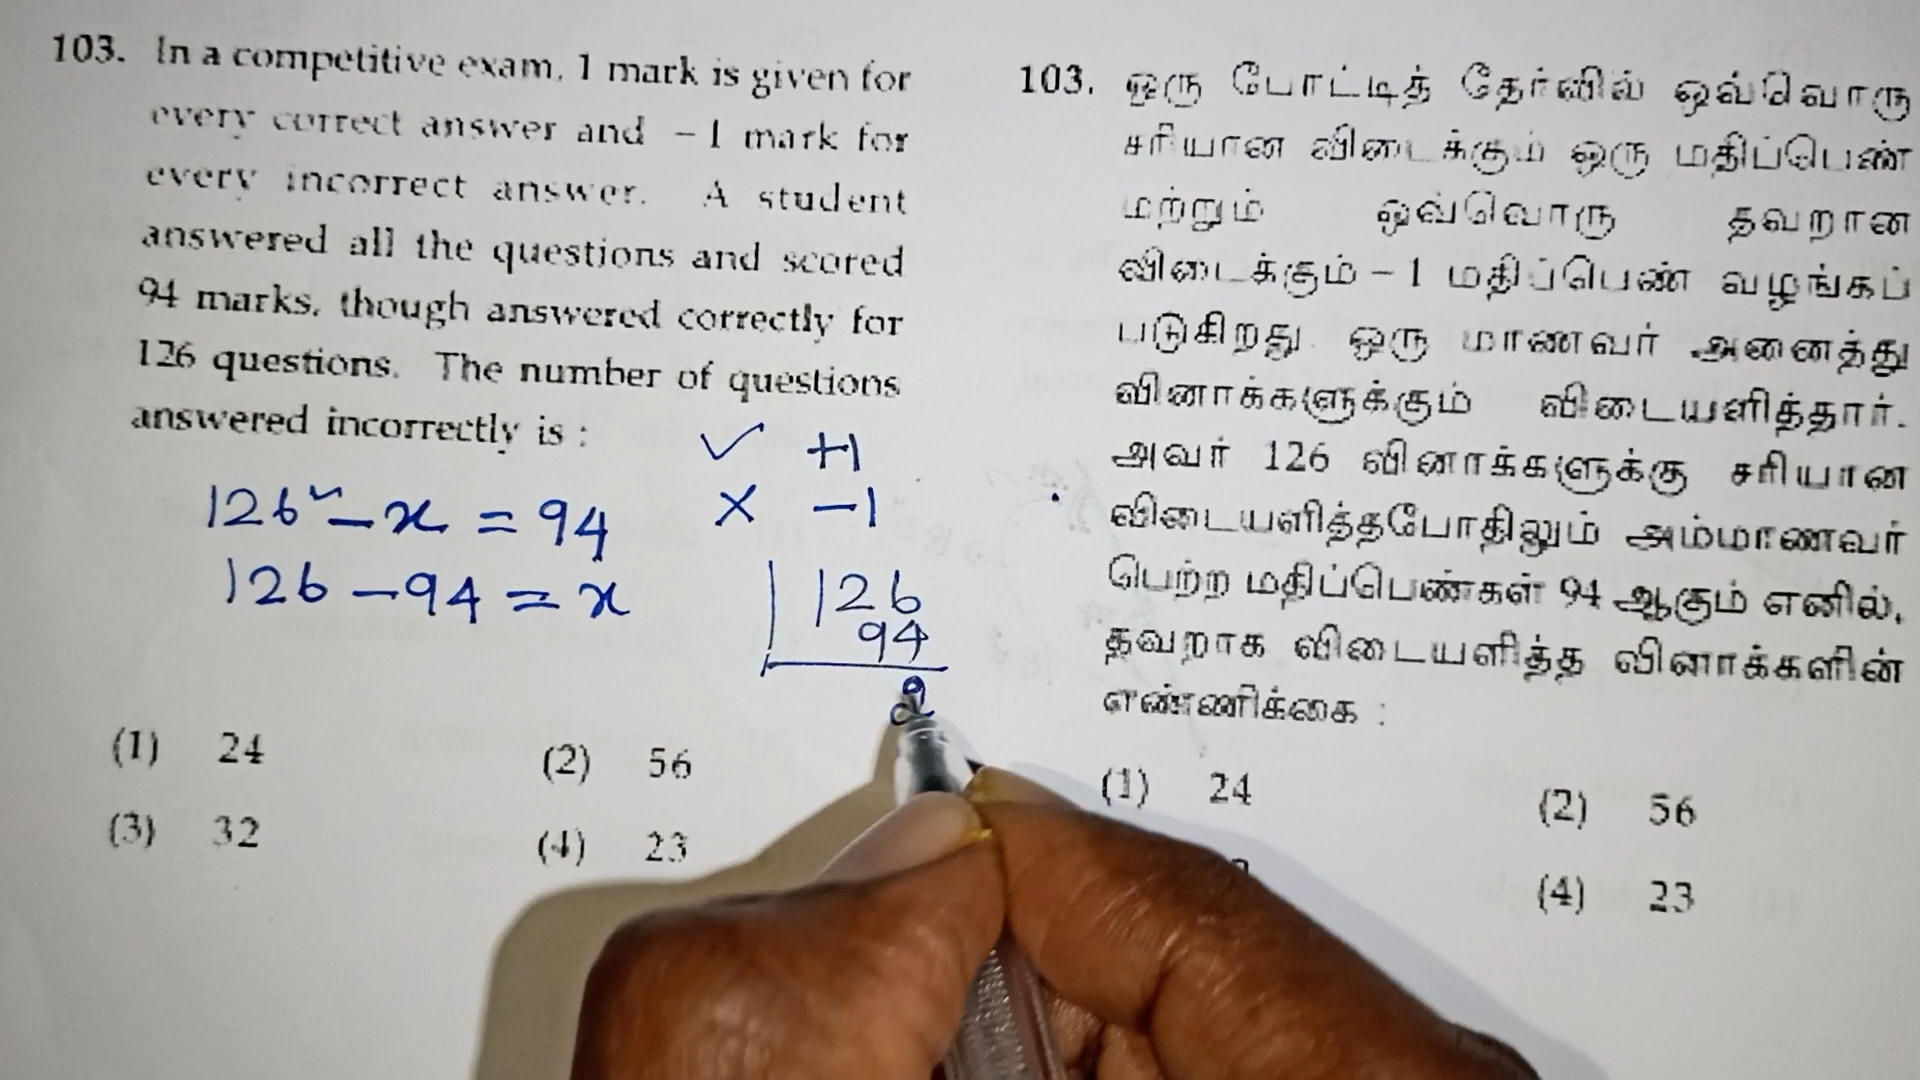 103. In a competitive exam, 1 mark is given for
every correct answer and – 1 mark for
every incorrect answer. A student
answered all the questions and scored
94 marks, though answered correctly for
126 questions. The number of questions
answered incorrectly is :
✓ +1
126 ✓ – x = 94
× –1
126 – 94 = x
126
94
2
(1) 24
(2) 56
(3) 32
(4) 23
103. ஒரு போட்டித் தேர்வில் ஒவ்வொரு
சரியான விடைக்கும் ஒரு மதிப்பெண்
மற்றும் ஒவ்வொரு தவறான
விடைக்கும் – 1 மதிப்பெண் வழங்கப்
படுகிறது. ஒரு மாணவர் அனைத்து
வினாக்களுக்கும் விடையளித்தார்.
அவர் 126 வினாக்களுக்கு சரியான
விடையளித்தபோதிலும் அம்மாணவர்
பெற்ற மதிப்பெண்கள் 94 ஆகும் எனில்,
தவறாக விடையளித்த வினாக்களின்
எண்ணிக்கை :
(1) 24
(2) 56
(4) 23